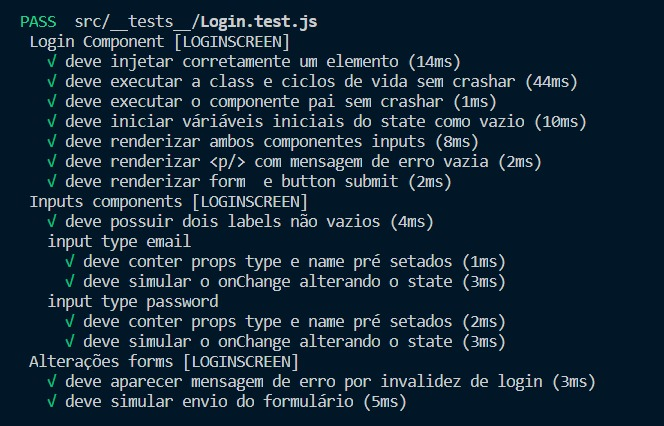 PASS src/__tests__/Login.test.js
Login Component [LOGINSCREEN]
√ deve injetar corretamente um elemento (14ms)
√ deve executar a class e ciclos de vida sem crashar (44ms)
√ deve executar o componente pai sem crashar (1ms)
√ deve iniciar váriáveis iniciais do state como vazio (10ms)
√ deve renderizar ambos componentes inputs (8ms)
√ deve renderizar <p/> com mensagem de erro vazia (2ms)
√ deve renderizar form  e button submit (2ms)
Inputs components [LOGINSCREEN]
√ deve possuir dois labels não vazios (4ms)
input type email
√ deve conter props type e name pré setados (1ms)
√ deve simular o onChange alterando o state (3ms)
input type password
√ deve conter props type e name pré setados (2ms)
√ deve simular o onChange alterando o state (3ms)
Alterações forms [LOGINSCREEN]
√ deve aparecer mensagem de erro por invalidez de login (3ms)
√ deve simular envio do formulário (5ms)